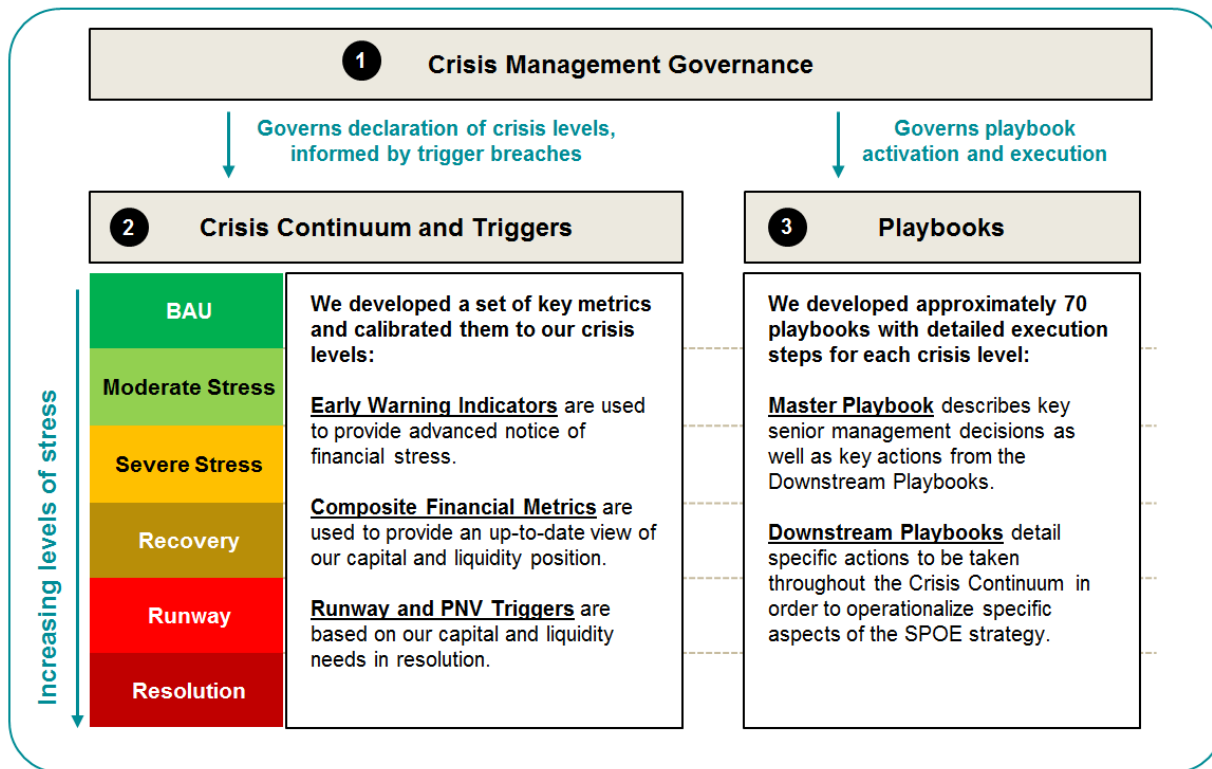 1
Crisis Management Governance
Governs declaration of crisis levels,
informed by trigger breaches
Governs playbook
activation and execution
2
Crisis Continuum and Triggers
3
Playbooks
Increasing levels of stress
BAU
Moderate Stress
Severe Stress
Recovery
Runway
Resolution
We developed a set of key metrics
and calibrated them to our crisis
levels:
Early Warning Indicators are used
to provide advanced notice of
financial stress.
Composite Financial Metrics are
used to provide an up-to-date view of
our capital and liquidity position.
Runway and PNV Triggers are
based on our capital and liquidity
needs in resolution.
We developed approximately 70
playbooks with detailed execution
steps for each crisis level:
Master Playbook describes key
senior management decisions as
well as key actions from the
Downstream Playbooks.
Downstream Playbooks detail
specific actions to be taken
throughout the Crisis Continuum in
order to operationalize specific
aspects of the SPOE strategy.